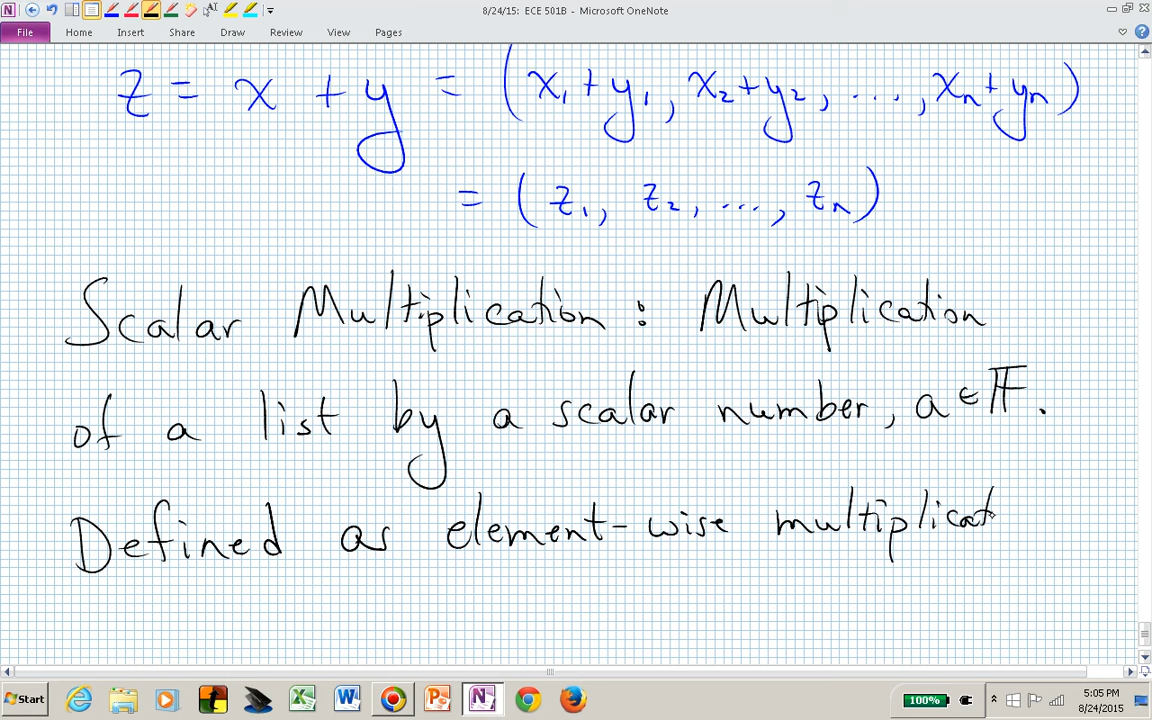 8/24/15: ECE 501B - Microsoft OneNote
File Home Insert Share Draw Review View Pages
z = x + y = (x₁+y₁, x₂+y₂, ..., xₙ+yₙ)
= (z₁, z₂, ..., zₙ)
Scalar Multiplication: Multiplication
of a list by a scalar number, a ∈ 𝔽.
Defined as element-wise multiplicat
Start 100% 5:05 PM
8/24/2015